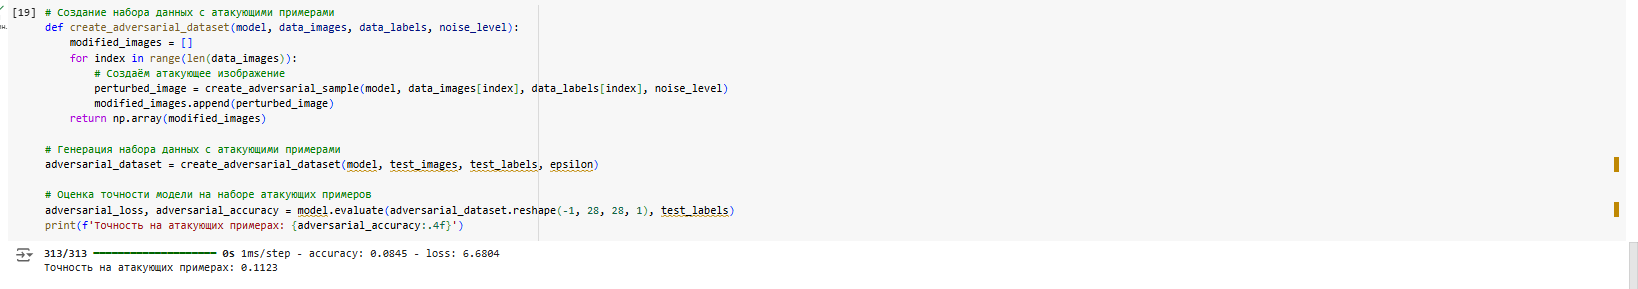 [19] # Создание набора данных с атакующими примерами
def create_adversarial_dataset(model, data_images, data_labels, noise_level):
    modified_images = []
    for index in range(len(data_images)):
        # Создаём атакующее изображение
        perturbed_image = create_adversarial_sample(model, data_images[index], data_labels[index], noise_level)
        modified_images.append(perturbed_image)
    return np.array(modified_images)
# Генерация набора данных с атакующими примерами
adversarial_dataset = create_adversarial_dataset(model, test_images, test_labels, epsilon)
# Оценка точности модели на наборе атакующих примеров
adversarial_loss, adversarial_accuracy = model.evaluate(adversarial_dataset.reshape(-1, 28, 28, 1), test_labels)
print(f'Точность на атакующих примерах: {adversarial_accuracy:.4f}')
313/313 ━━━━━━━━━━━━━━━━━━━━ 0s 1ms/step - accuracy: 0.0845 - loss: 6.6804
Точность на атакующих примерах: 0.1123